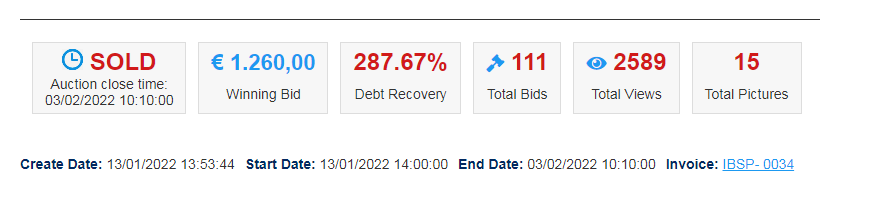 SOLD
Auction close time:
03/02/2022 10:10:00
€ 1.260,00
Winning Bid
287.67%
Debt Recovery
111
Total Bids
2589
Total Views
15
Total Pictures
Create Date: 13/01/2022 13:53:44 Start Date: 13/01/2022 14:00:00 End Date: 03/02/2022 10:10:00 Invoice: IBSP- 0034